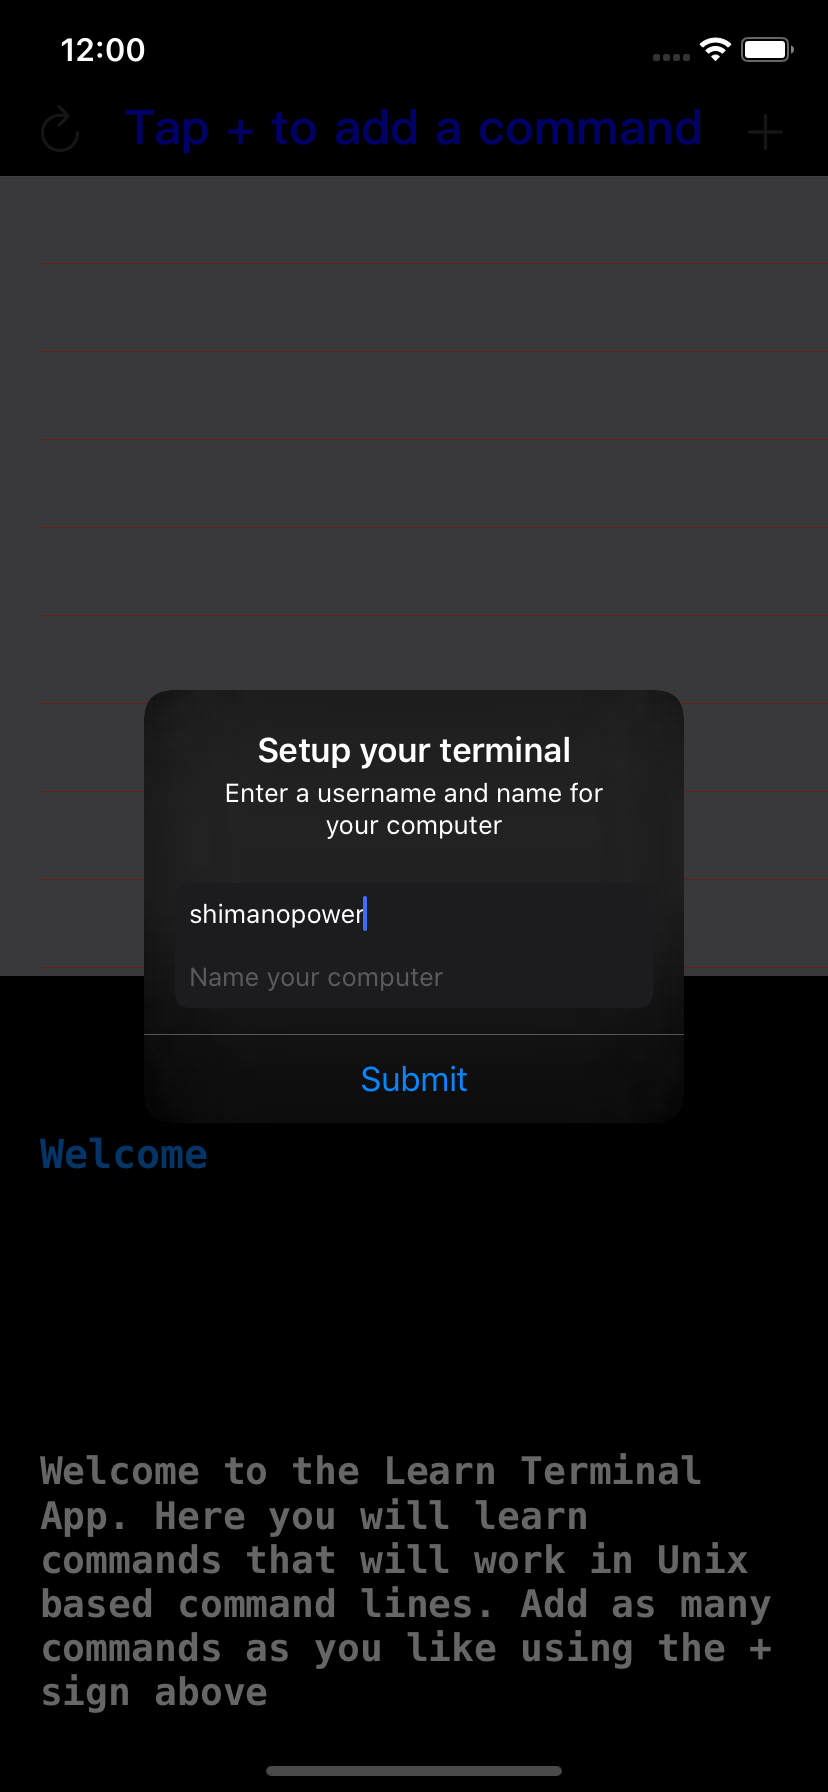 12:00
Tap + to add a command
Setup your terminal
Enter a username and name for
your computer
shimanopower
Name your computer
Submit
Welcome
Welcome to the Learn Terminal
App. Here you will learn
commands that will work in Unix
based command lines. Add as many
commands as you like using the +
sign above